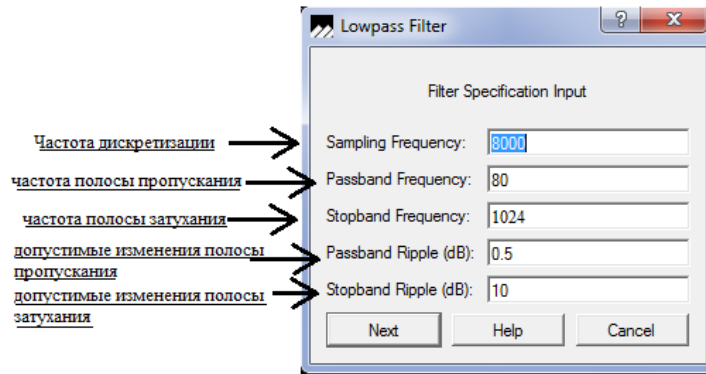 Lowpass Filter
Filter Specification Input
Частота дискретизации
Sampling Frequency: 8000
частота полосы пропускания
Passband Frequency: 80
частота полосы затухания
Stopband Frequency: 1024
допустимые изменения полосы
пропускания
Passband Ripple (dB): 0.5
допустимые изменения полосы
затухания
Stopband Ripple (dB): 10
Next Help Cancel